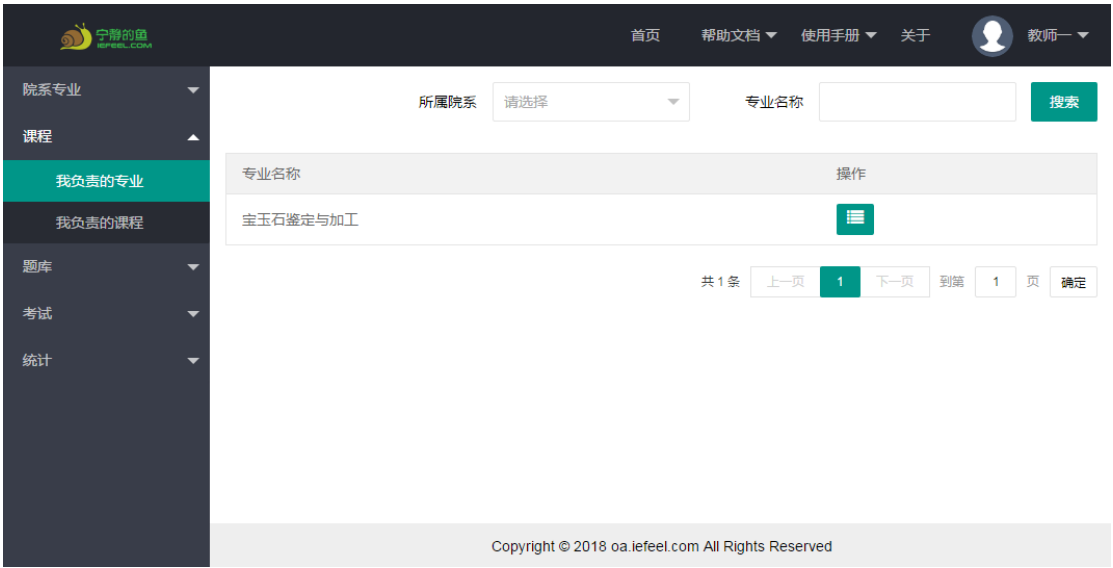 宁静的鱼
IEFEEL.COM
首页 帮助文档 使用手册 关于 教师一
院系专业
课程
我负责的专业
我负责的课程
题库
考试
统计
所属院系 请选择 专业名称 搜索
专业名称 操作
宝玉石鉴定与加工
共 1 条 上一页 1 下一页 到第 1 页 确定
Copyright © 2018 oa.iefeel.com All Rights Reserved